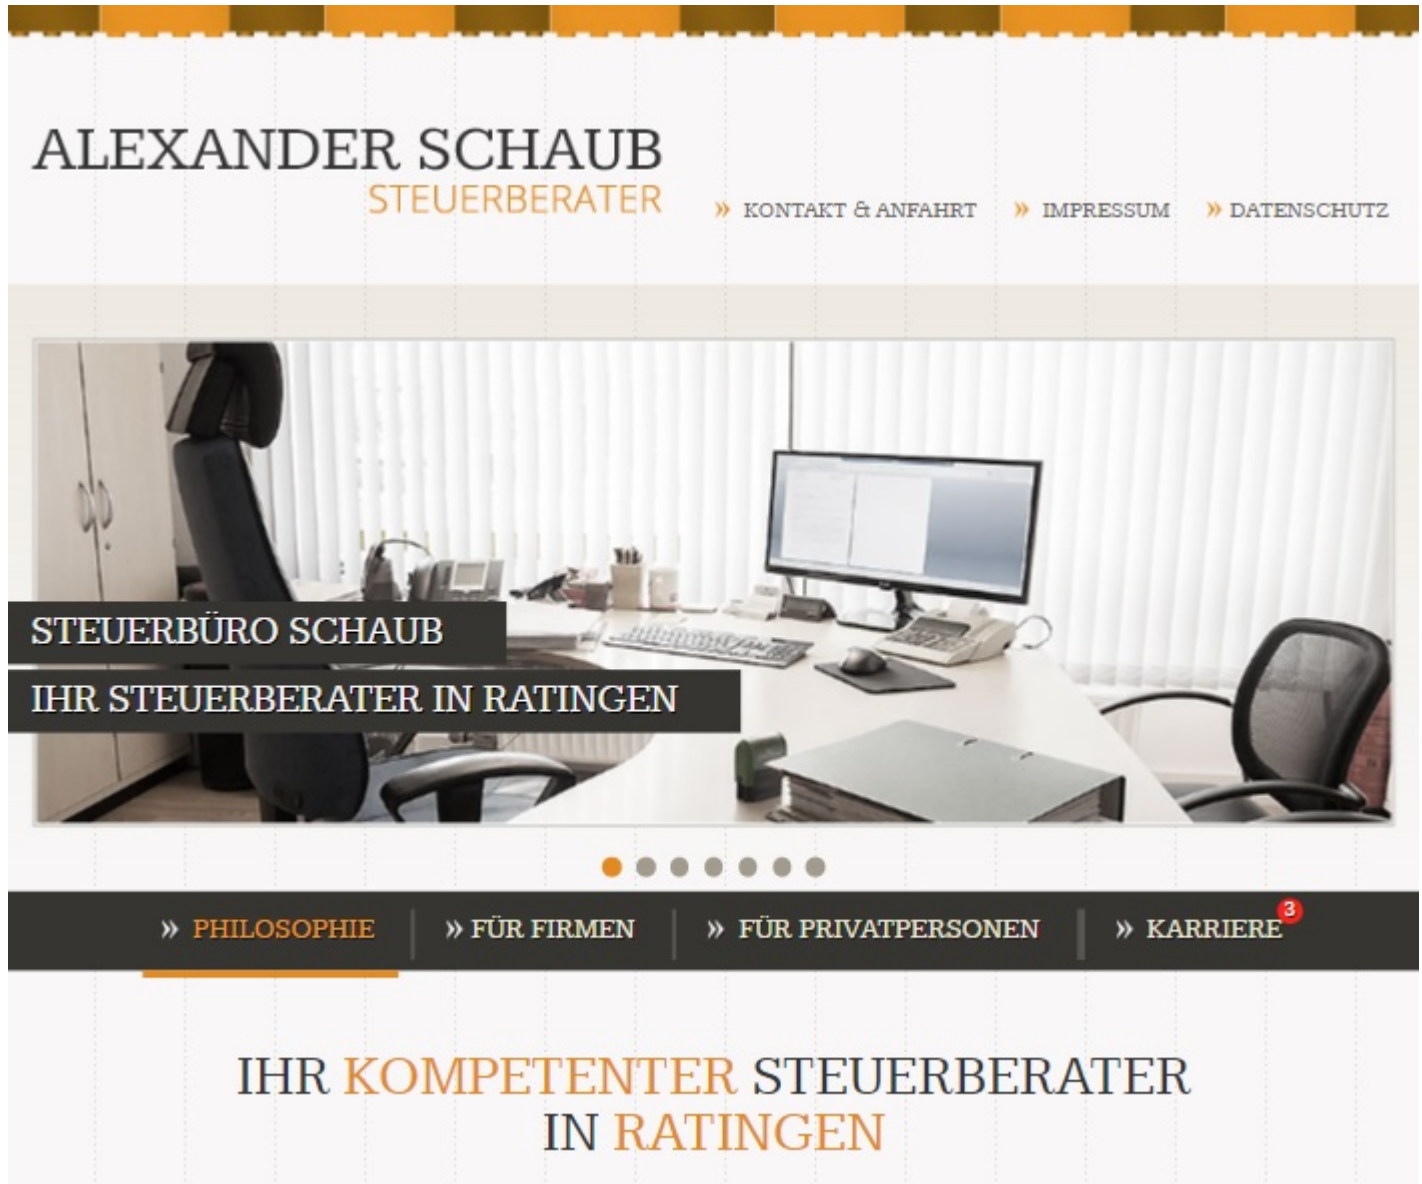 ALEXANDER SCHAUB
STEUERBERATER
» KONTAKT & ANFAHRT » IMPRESSUM » DATENSCHUTZ
STEUERBÜRO SCHAUB
IHR STEUERBERATER IN RATINGEN
» PHILOSOPHIE » FÜR FIRMEN » FÜR PRIVATPERSONEN » KARRIERE 3
IHR KOMPETENTER STEUERBERATER
IN RATINGEN